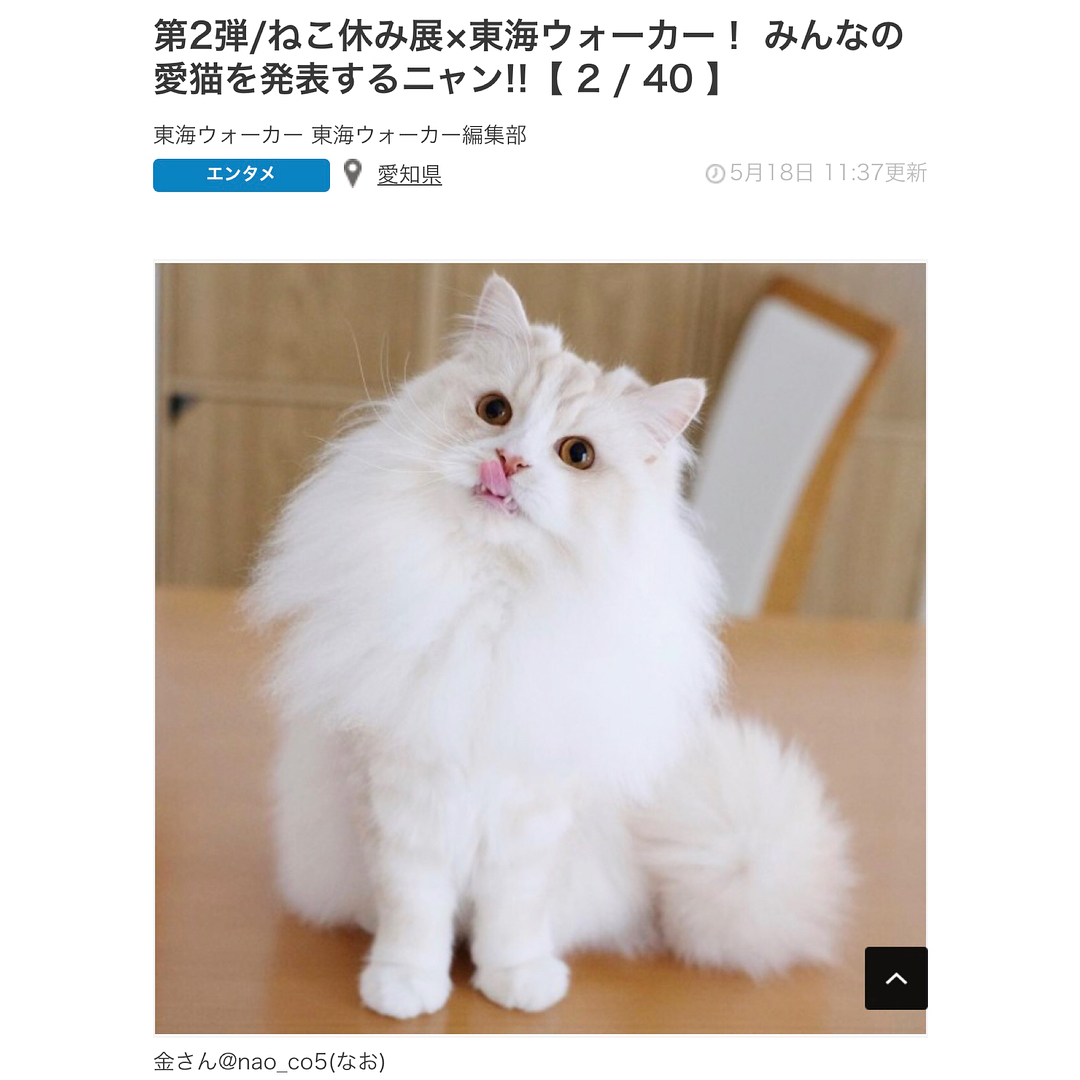 第2弾/ねこ休み展×東海ウォーカー！ みんなの
愛猫を発表するニャン!!【 2 / 40 】
東海ウォーカー 東海ウォーカー編集部
エンタメ
愛知県
5月18日 11:37更新
金さん@nao_co5(なお)